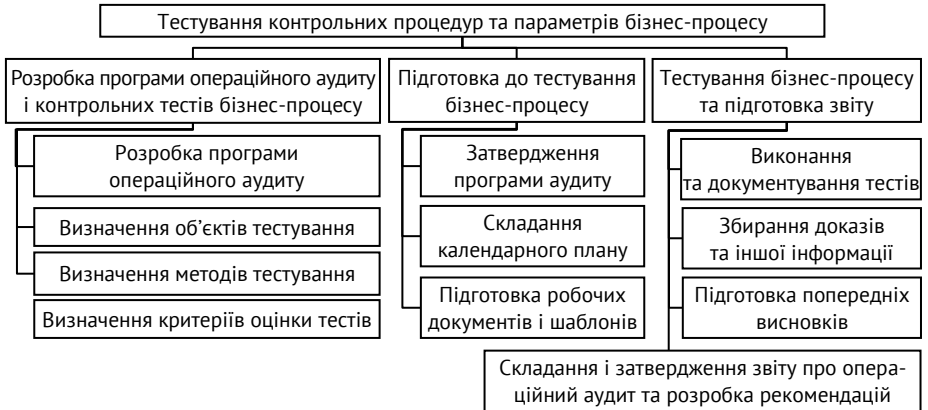 Тестування контрольних процедур та параметрів бізнес-процесу
Розробка програми операційного аудиту
і контрольних тестів бізнес-процесу
Розробка програми
операційного аудиту
Визначення об’єктів тестування
Визначення методів тестування
Визначення критеріїв оцінки тестів
Підготовка до тестування
бізнес-процесу
Затвердження
програми аудиту
Складання
календарного плану
Підготовка робочих
документів і шаблонів
Тестування бізнес-процесу
та підготовка звіту
Виконання
та документування тестів
Збирання доказів
та іншої інформації
Підготовка попередніх
висновків
Складання і затвердження звіту про опера-
ційний аудит та розробка рекомендацій